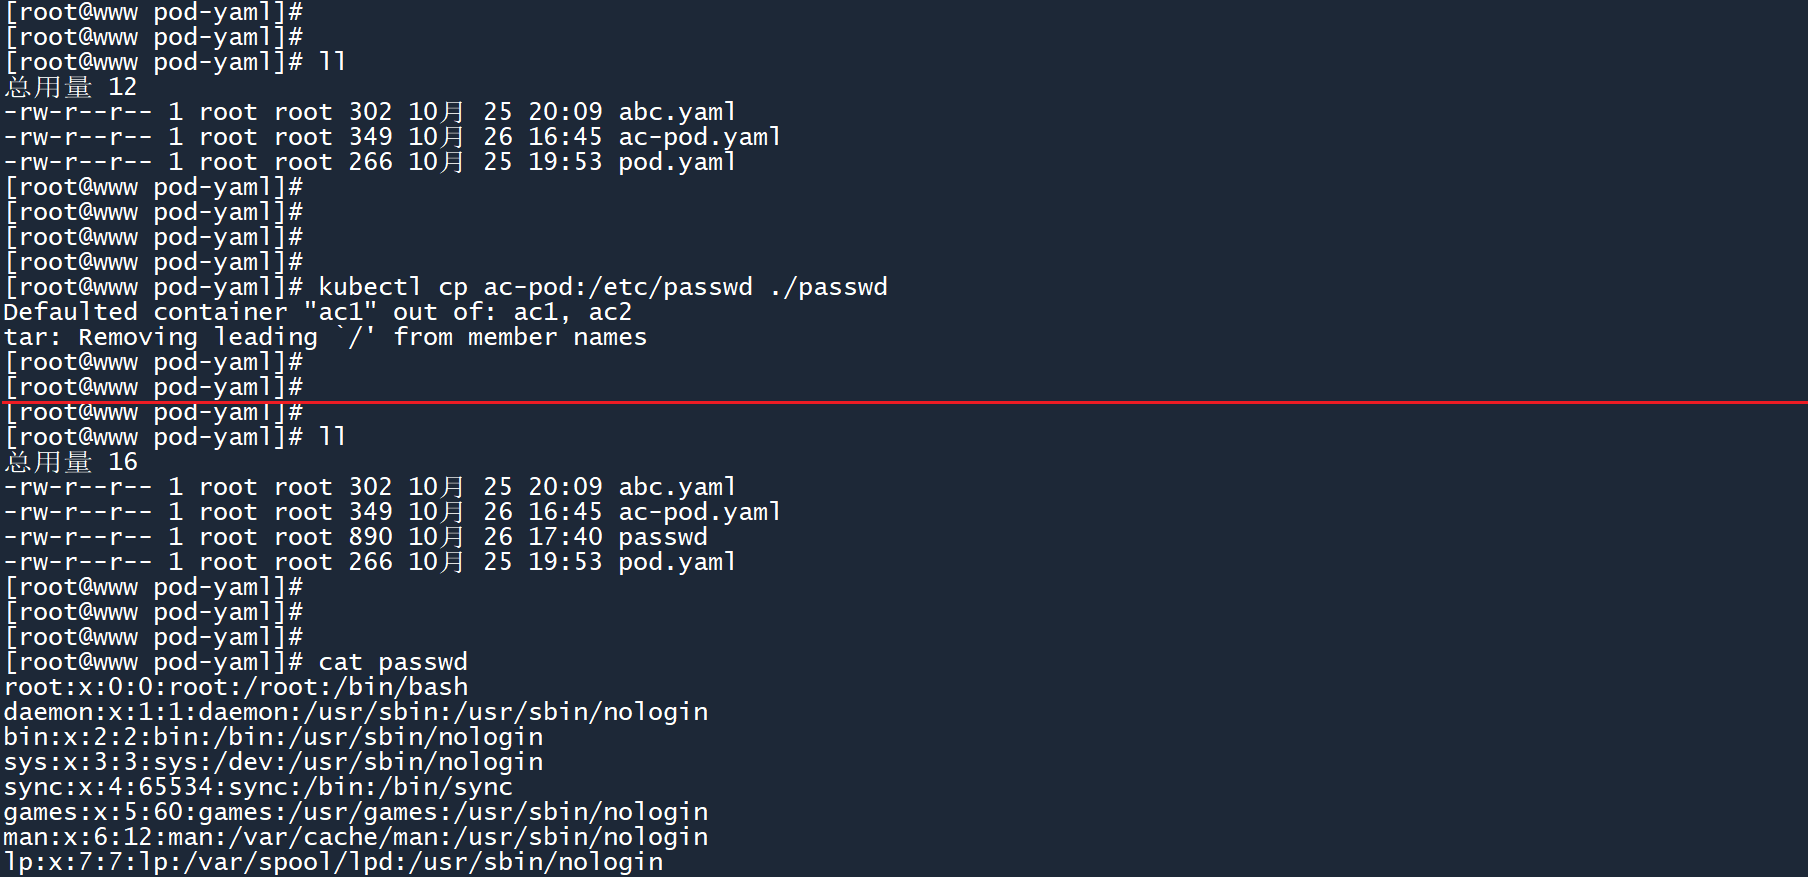 [root@www pod-yaml]#
[root@www pod-yaml]#
[root@www pod-yaml]# ll
总用量 12
-rw-r--r-- 1 root root 302 10月 25 20:09 abc.yaml
-rw-r--r-- 1 root root 349 10月 26 16:45 ac-pod.yaml
-rw-r--r-- 1 root root 266 10月 25 19:53 pod.yaml
[root@www pod-yaml]#
[root@www pod-yaml]#
[root@www pod-yaml]#
[root@www pod-yaml]#
[root@www pod-yaml]# kubectl cp ac-pod:/etc/passwd ./passwd
Defaulted container "ac1" out of: ac1, ac2
tar: Removing leading `/' from member names
[root@www pod-yaml]#
[root@www pod-yaml]#
[root@www pod-yaml]#
[root@www pod-yaml]# ll
总用量 16
-rw-r--r-- 1 root root 302 10月 25 20:09 abc.yaml
-rw-r--r-- 1 root root 349 10月 26 16:45 ac-pod.yaml
-rw-r--r-- 1 root root 890 10月 26 17:40 passwd
-rw-r--r-- 1 root root 266 10月 25 19:53 pod.yaml
[root@www pod-yaml]#
[root@www pod-yaml]#
[root@www pod-yaml]#
[root@www pod-yaml]# cat passwd
root:x:0:0:root:/root:/bin/bash
daemon:x:1:1:daemon:/usr/sbin:/usr/sbin/nologin
bin:x:2:2:bin:/bin:/usr/sbin/nologin
sys:x:3:3:sys:/dev:/usr/sbin/nologin
sync:x:4:65534:sync:/bin:/bin/sync
games:x:5:60:games:/usr/games:/usr/sbin/nologin
man:x:6:12:man:/var/cache/man:/usr/sbin/nologin
lp:x:7:7:lp:/var/spool/lpd:/usr/sbin/nologin